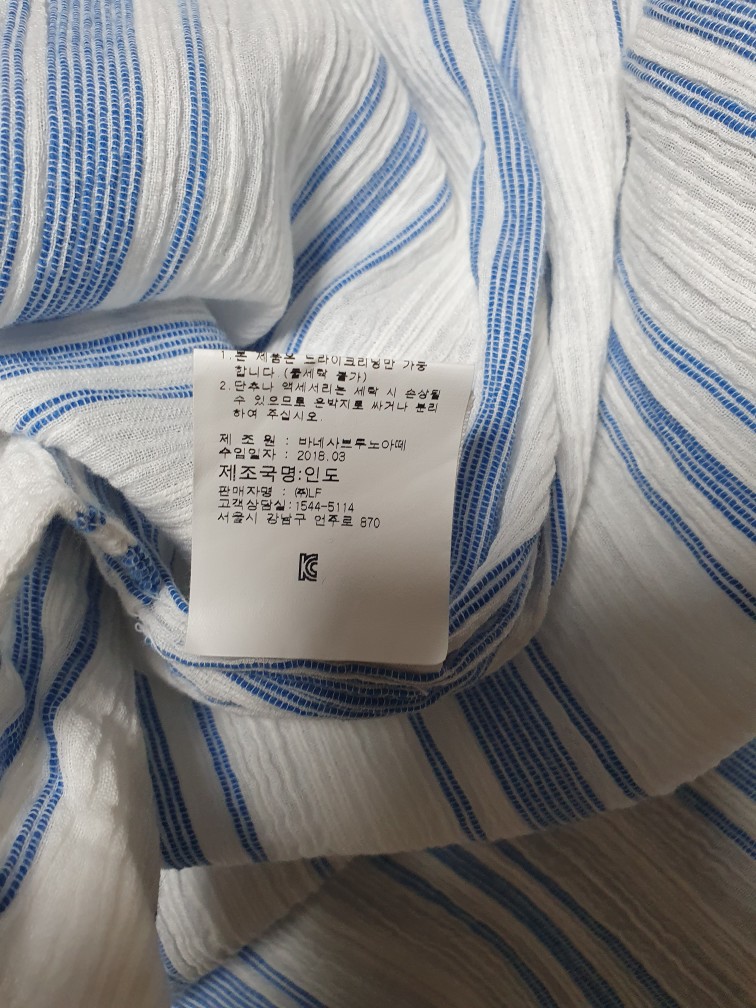 1.본 제품은 드라이크리닝만 가능
합니다 (물세탁 불가)
2.단추나 액세서리는 세탁 시 손상될
수 있으므로 은박지로 싸거나 분리
하여 주십시오.
제 조 원 : 바네사브루노아떼
수입일자 : 2018.03
제조국명:인도
판매자명 : ㈜LF
고객상담실:1544-5114
서울시 강남구 언주로 870
KC